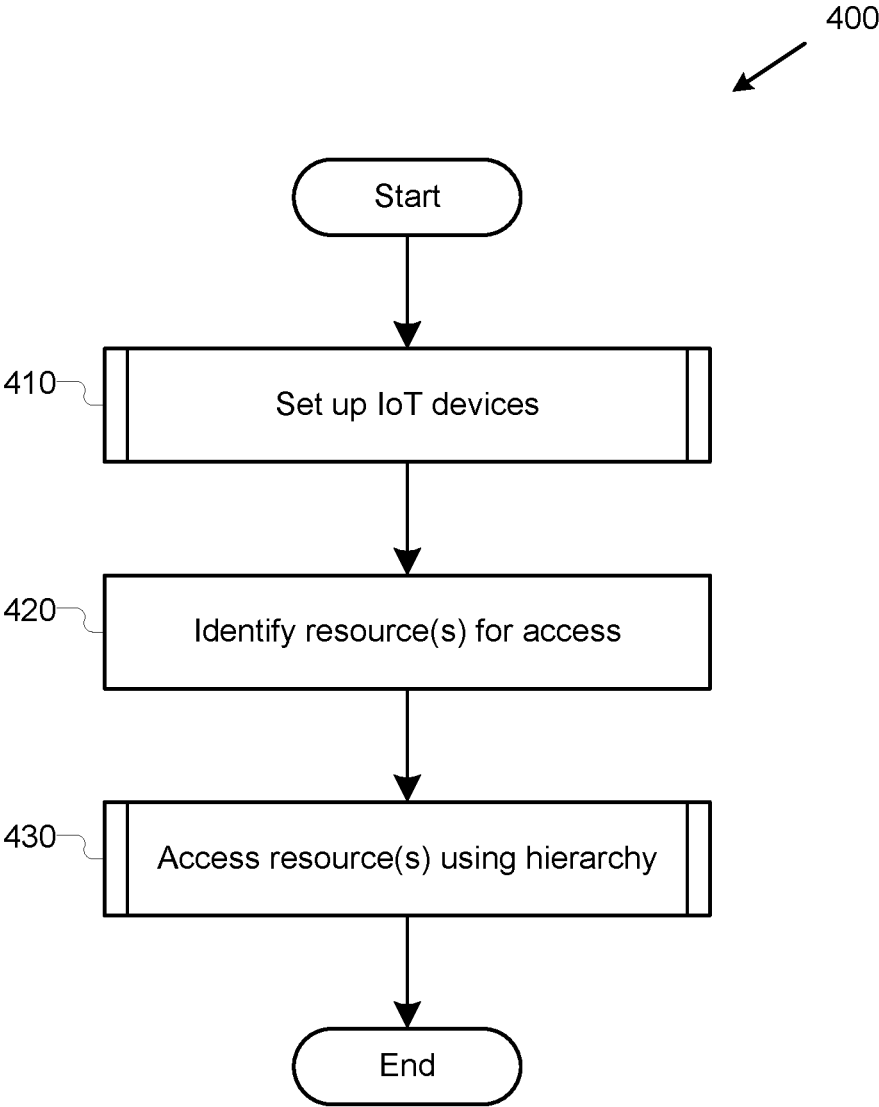 400
Start
410
Set up IoT devices
420
Identify resource(s) for access
430
Access resource(s) using hierarchy
End